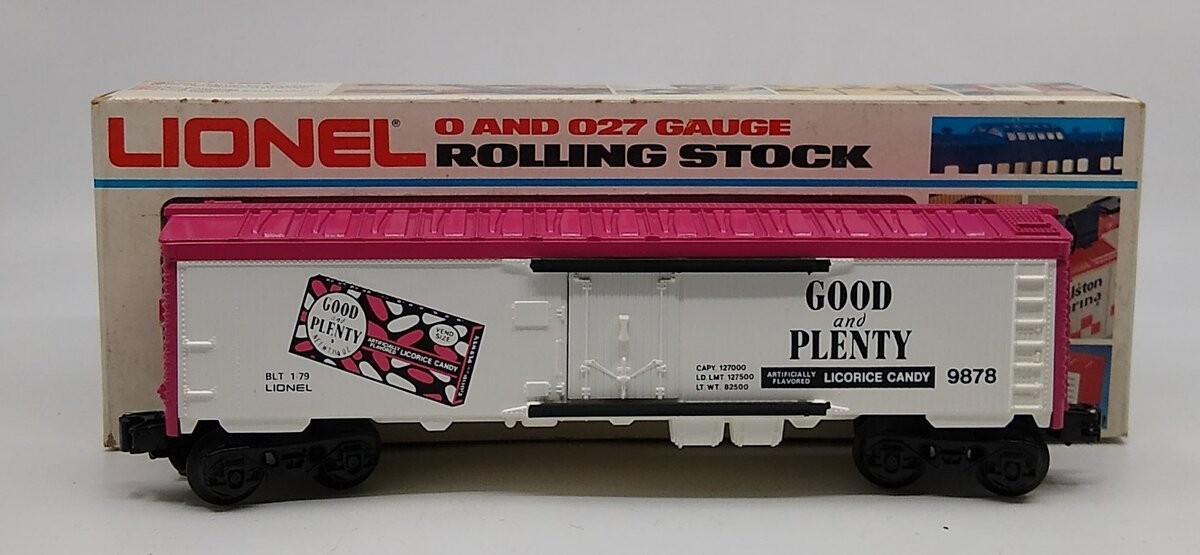 LIONEL®
O AND O27 GAUGE
ROLLING STOCK
GOOD
and
PLENTY
VEND
SIZE
ARTIFICIALLY
FLAVORED LICORICE CANDY
BLT 1-79
LIONEL
CAPY. 127000
LD. LMT. 127500
LT. WT. 82500
GOOD
and
PLENTY
ARTIFICIALLY
FLAVORED LICORICE CANDY
9878